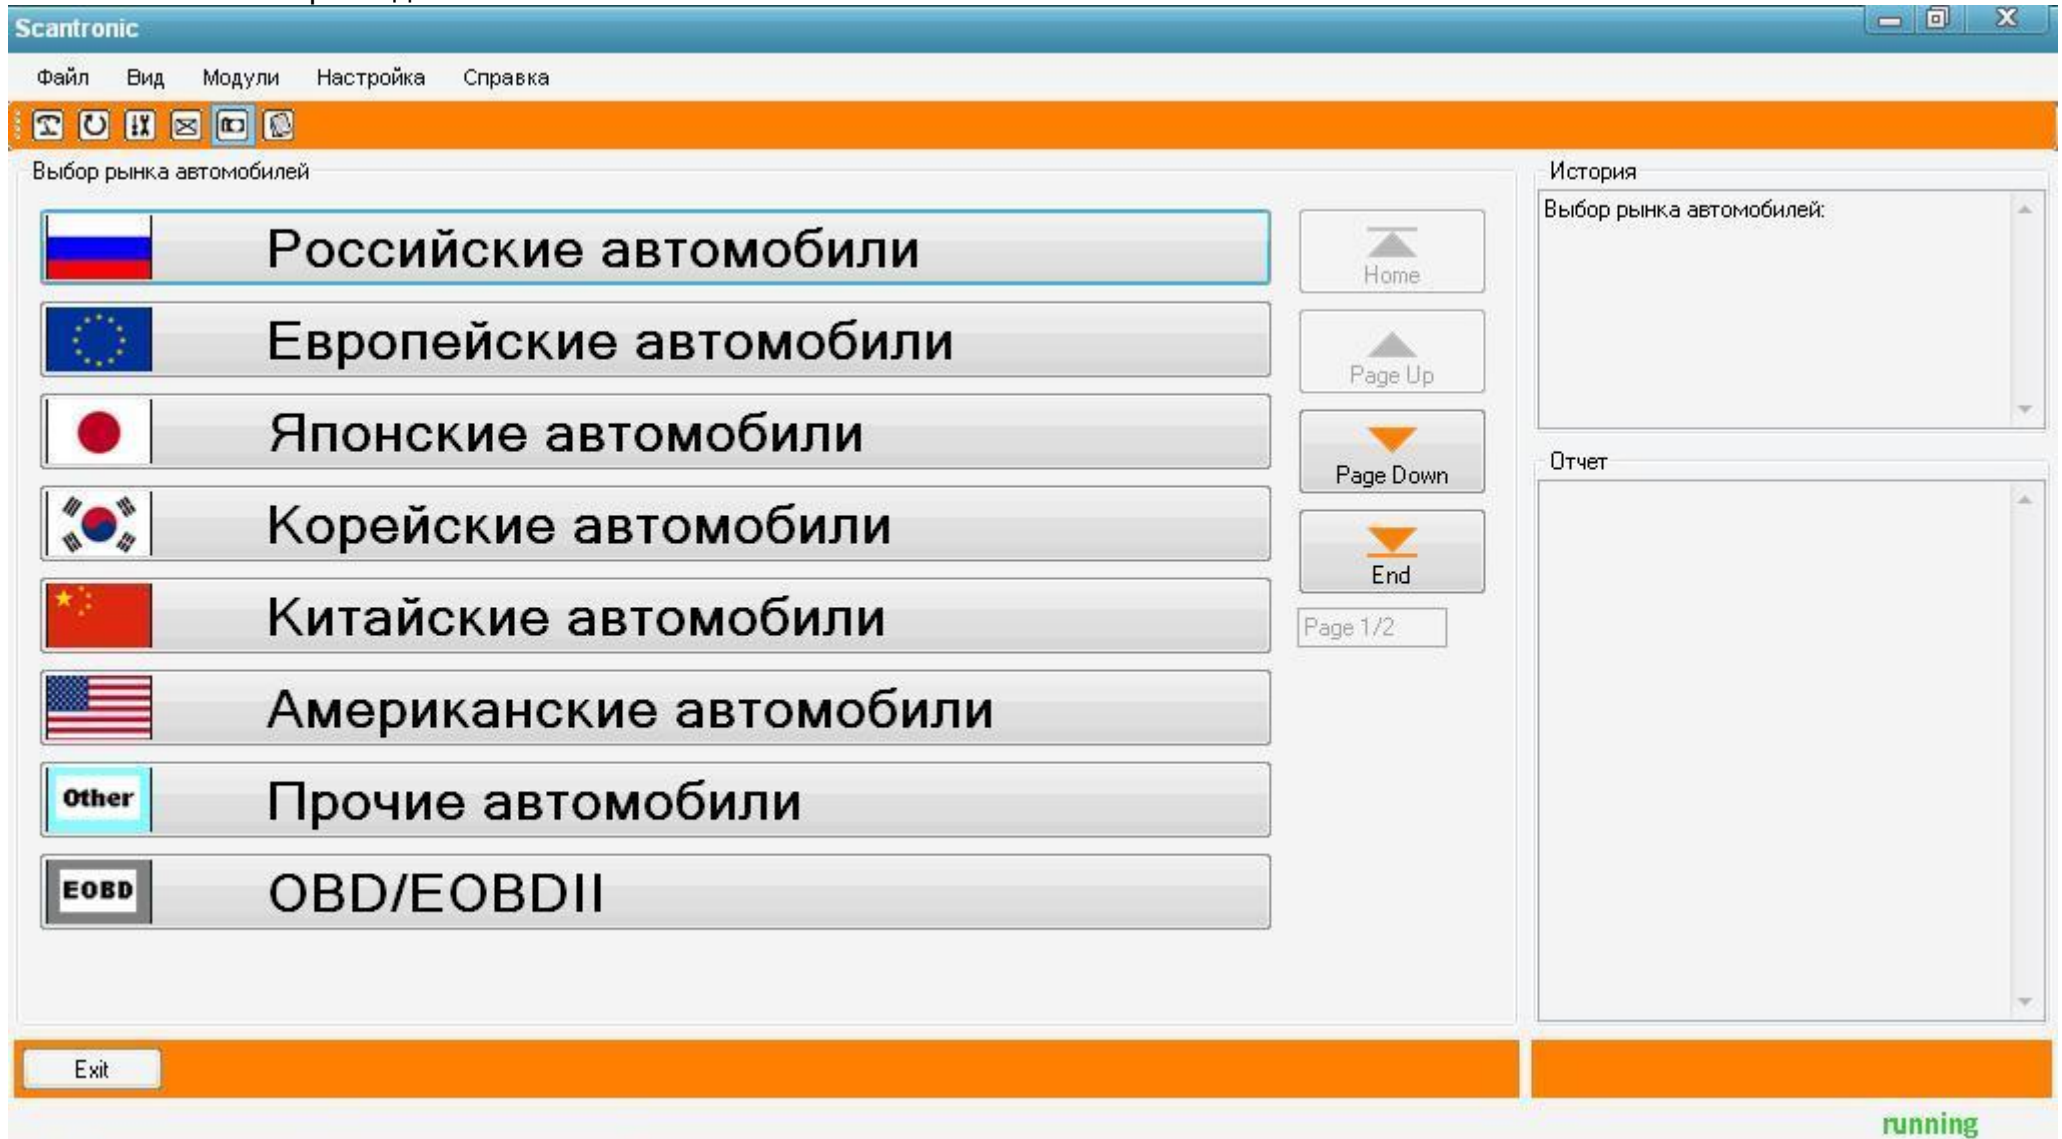 Scantronic
Файл Вид Модули Настройка Справка
Выбор рынка автомобилей
Российские автомобили
Европейские автомобили
Японские автомобили
Корейские автомобили
Китайские автомобили
Американские автомобили
Other Прочие автомобили
EOBD OBD/EOBDII
Home
Page Up
Page Down
End
Page 1/2
История
Выбор рынка автомобилей:
Отчет
Exit
running